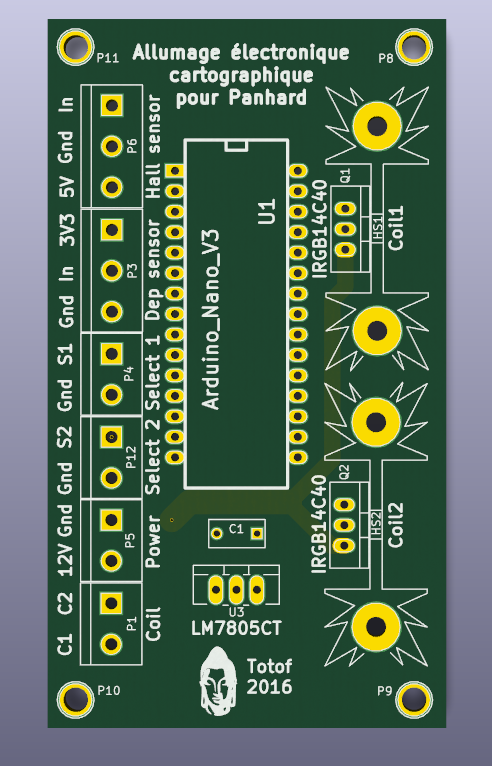 P11
Allumage électronique
cartographique
pour Panhard
P8
In
Gnd
5V
P6
Hall sensor
3V3
In
Gnd
P3
Dep sensor
S1
Gnd
P4
Select 1
S2
Gnd
P12
Select 2
Gnd
12V
P5
Power
C2
C1
P1
Coil
U1
Arduino_Nano_V3
Q1
IRGB14C40
HS1
Coil1
Q2
IRGB14C40
HS2
Coil2
C1
U3
LM7805CT
Totof
2016
P10
P9